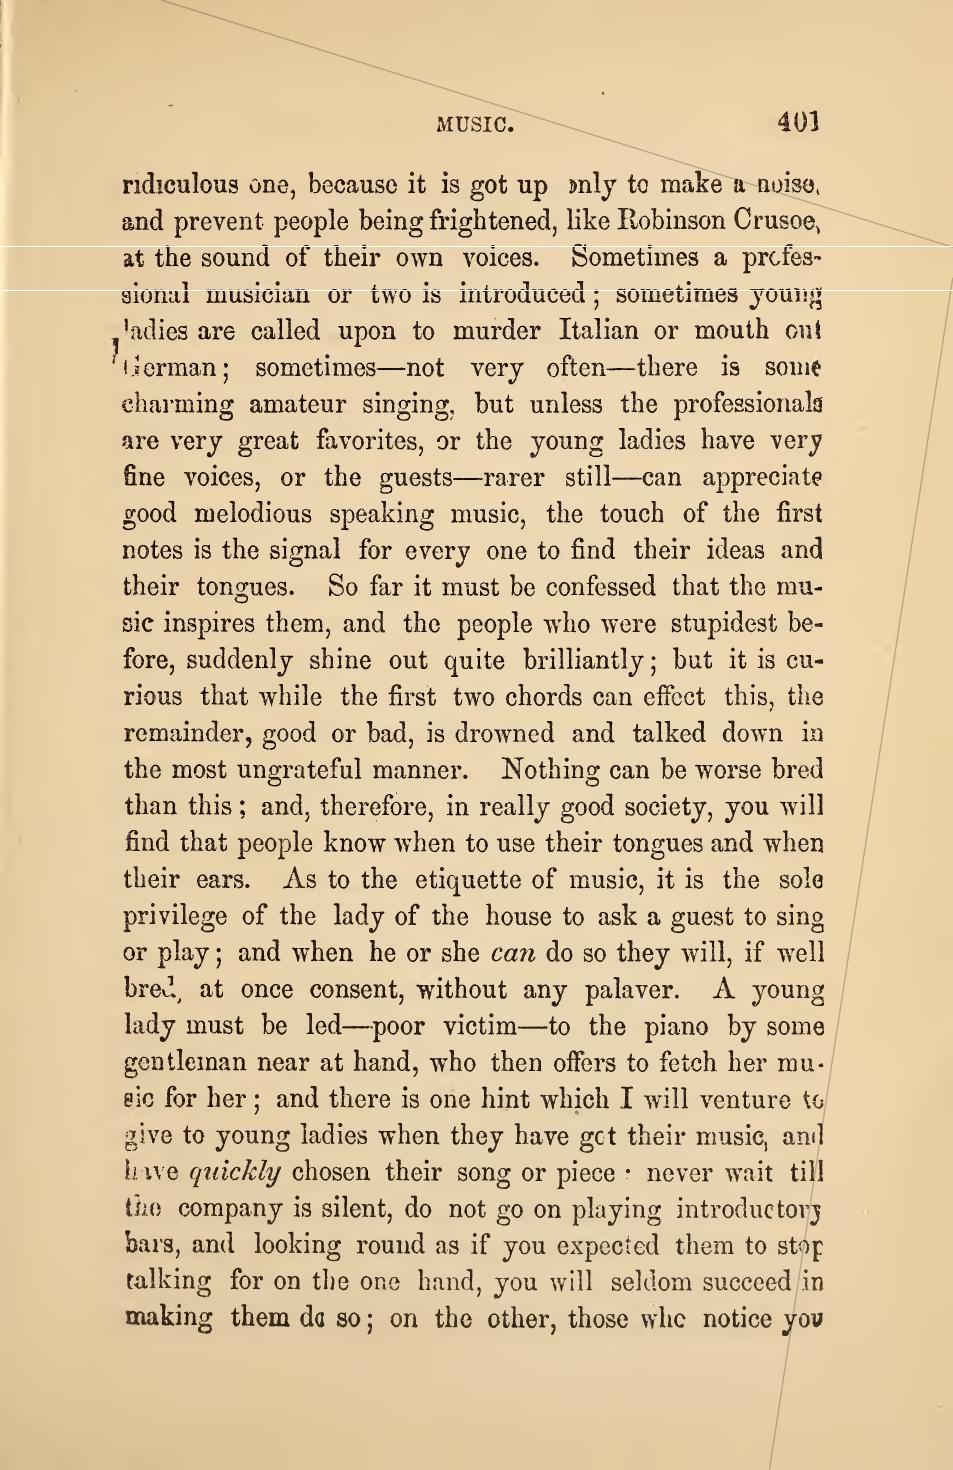 MUSIC. 401
ridiculous one, because it is got up only to make a noise,
and prevent people being frightened, like Robinson Crusoe,
at the sound of their own voices. Sometimes a profes-
sional musician or two is introduced; sometimes young
ladies are called upon to murder Italian or mouth out
German; sometimes—not very often—there is some
charming amateur singing, but unless the professionals
are very great favorites, or the young ladies have very
fine voices, or the guests—rarer still—can appreciate
good melodious speaking music, the touch of the first
notes is the signal for every one to find their ideas and
their tongues. So far it must be confessed that the mu-
sic inspires them, and the people who were stupidest be-
fore, suddenly shine out quite brilliantly; but it is cu-
rious that while the first two chords can effect this, the
remainder, good or bad, is drowned and talked down in
the most ungrateful manner. Nothing can be worse bred
than this; and, therefore, in really good society, you will
find that people know when to use their tongues and when
their ears. As to the etiquette of music, it is the sole
privilege of the lady of the house to ask a guest to sing
or play; and when he or she can do so they will, if well
bred, at once consent, without any palaver. A young
lady must be led—poor victim—to the piano by some
gentleman near at hand, who then offers to fetch her mu-
sic for her; and there is one hint which I will venture to
give to young ladies when they have got their music, and
have quickly chosen their song or piece: never wait till
the company is silent, do not go on playing introductory
bars, and looking round as if you expected them to stop
talking for on the one hand, you will seldom succeed in
making them do so; on the other, those who notice you